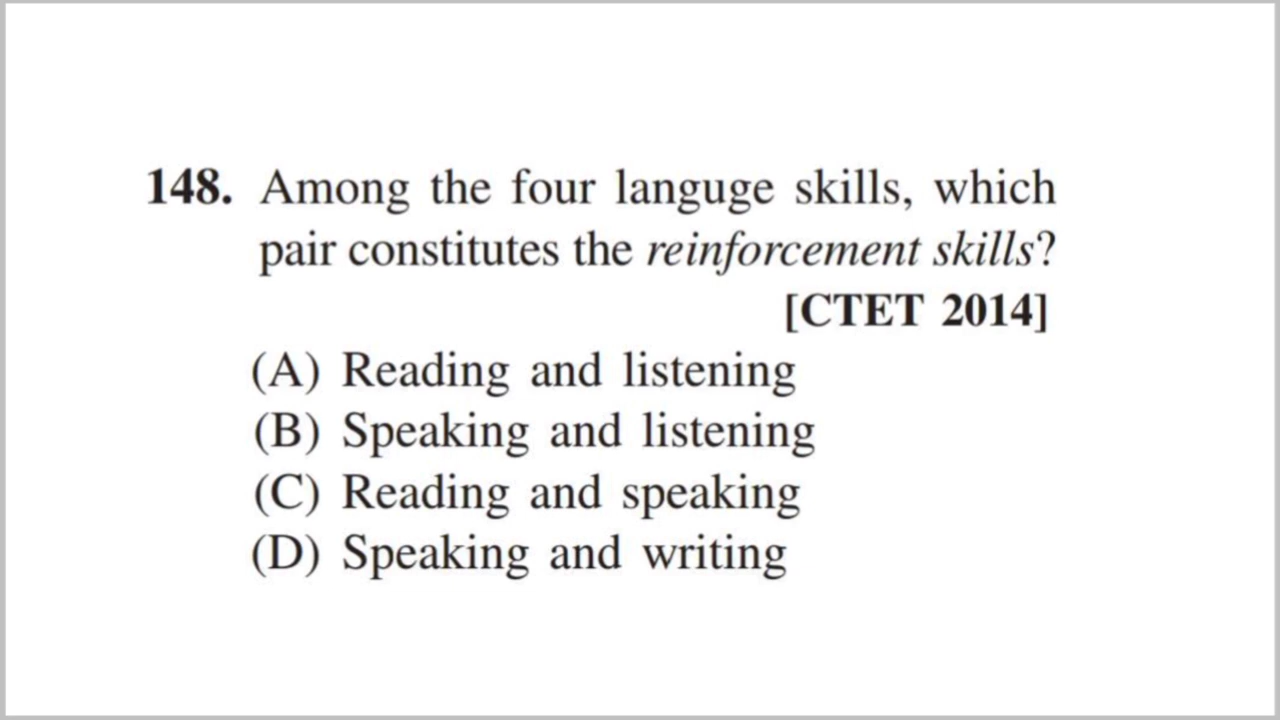 148. Among the four languge skills, which
pair constitutes the reinforcement skills?
[CTET 2014]
(A) Reading and listening
(B) Speaking and listening
(C) Reading and speaking
(D) Speaking and writing